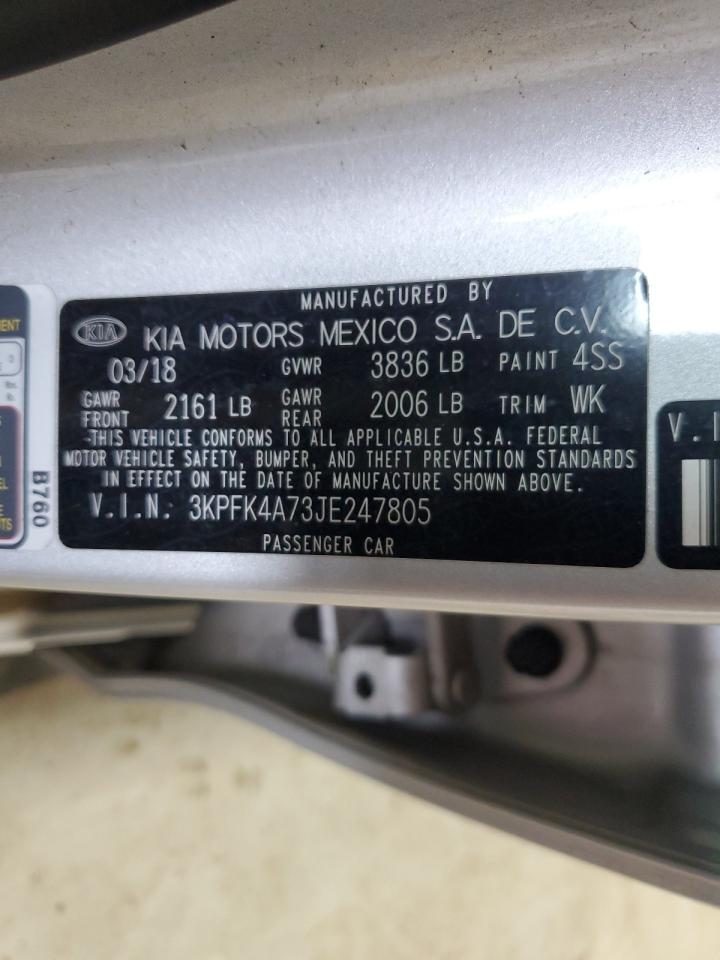 MANUFACTURED BY
KIA KIA MOTORS MEXICO S.A. DE C.V.
03/18 GVWR 3836 LB PAINT 4SS
GAWR FRONT 2161 LB GAWR REAR 2006 LB TRIM WK
THIS VEHICLE CONFORMS TO ALL APPLICABLE U.S.A. FEDERAL
MOTOR VEHICLE SAFETY, BUMPER, AND THEFT PREVENTION STANDARDS
IN EFFECT ON THE DATE OF MANUFACTURE SHOWN ABOVE.
V.I.N. 3KPFK4A73JE247805
PASSENGER CAR
B760
V.I